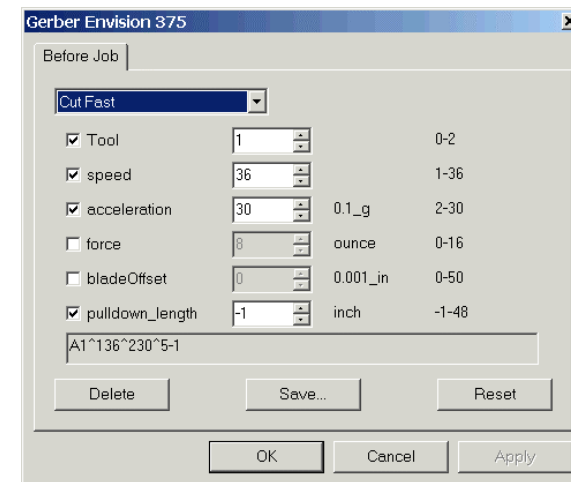 Gerber Envision 375
Before Job
Cut Fast
Tool 1 0-2
speed 36 1-36
acceleration 30 0.1_g 2-30
force 8 ounce 0-16
bladeOffset 0 0.001_in 0-50
pulldown_length -1 inch -1-48
A1^136^230^5-1
Delete Save... Reset
OK Cancel Apply